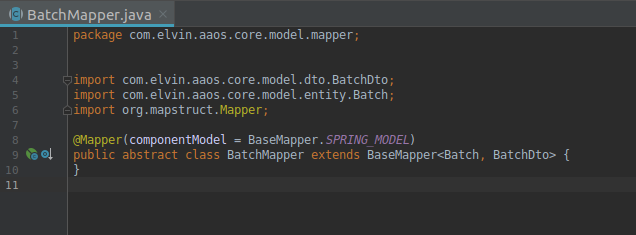 BatchMapper.java
1 package com.elvin.aaos.core.model.mapper;
2
3
4 import com.elvin.aaos.core.model.dto.BatchDto;
5 import com.elvin.aaos.core.model.entity.Batch;
6 import org.mapstruct.Mapper;
7
8 @Mapper(componentModel = BaseMapper.SPRING_MODEL)
9 public abstract class BatchMapper extends BaseMapper<Batch, BatchDto> {
10 }
11